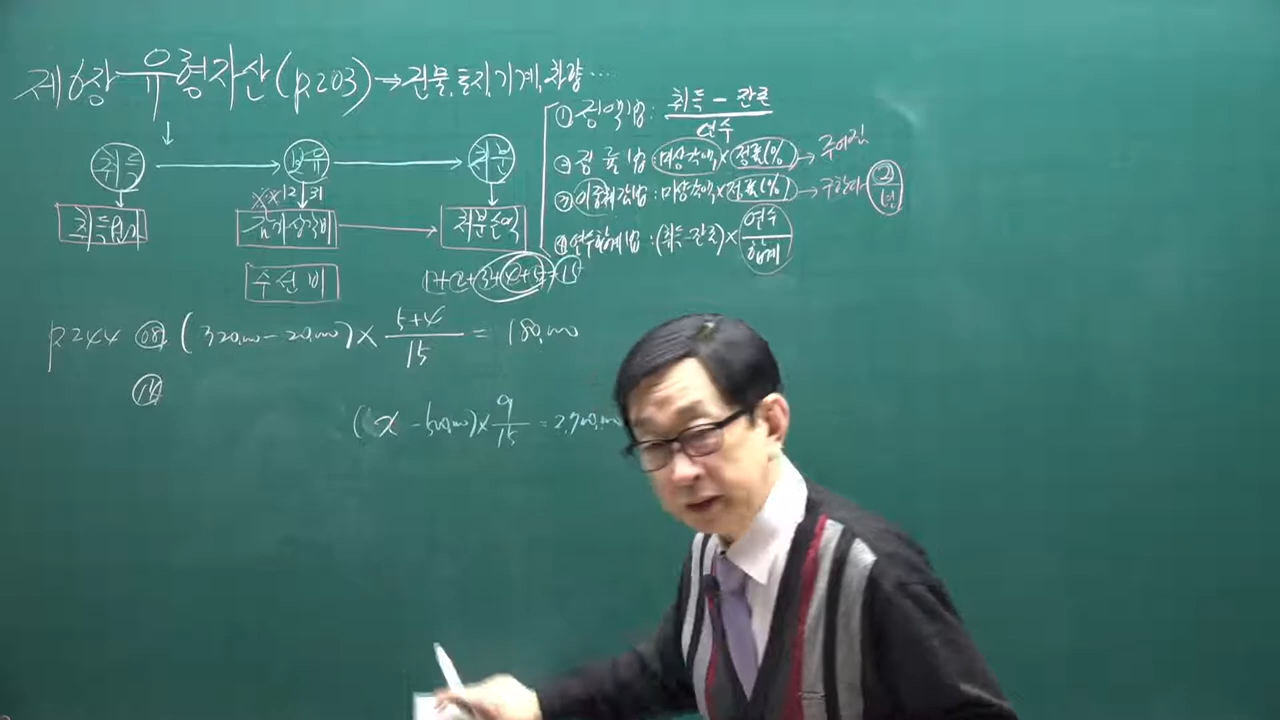 제6장 유형자산(p.203)→건물,토지,기계,차량…
취득 → 보유 → 처분
××12/31
취득원가 감가상각비 → 처분손익
수선비
① 정액법: 취득-잔존/연수
② 정률법: 미상각액×정률(%)→주어짐
③ 이중체감법: 미상각액×정률(%)→구한다 2/년
④ 연수합계법: (취득-잔존)×연수/합계
1+2+3+4+5=15
p.244 08. (320,000-20,000)×5+4/15=180,000
14
(x-500,000)×9/15=2,700,000